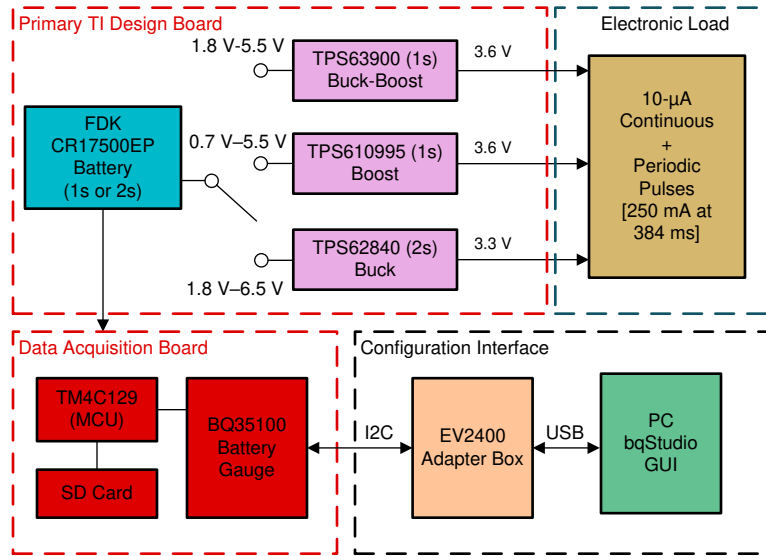 Primary TI Design Board
Electronic Load
1.8 V-5.5 V
TPS63900 (1s)
Buck-Boost
3.6 V
FDK
CR17500EP
Battery
(1s or 2s)
0.7 V–5.5 V
TPS610995 (1s)
Boost
3.6 V
10-µA
Continuous
+
Periodic
Pulses
[250 mA at
384 ms]
TPS62840 (2s)
Buck
3.3 V
1.8 V–6.5 V
Data Acquisition Board
Configuration Interface
TM4C129
(MCU)
SD Card
BQ35100
Battery
Gauge
I2C
EV2400
Adapter Box
USB
PC
bqStudio
GUI